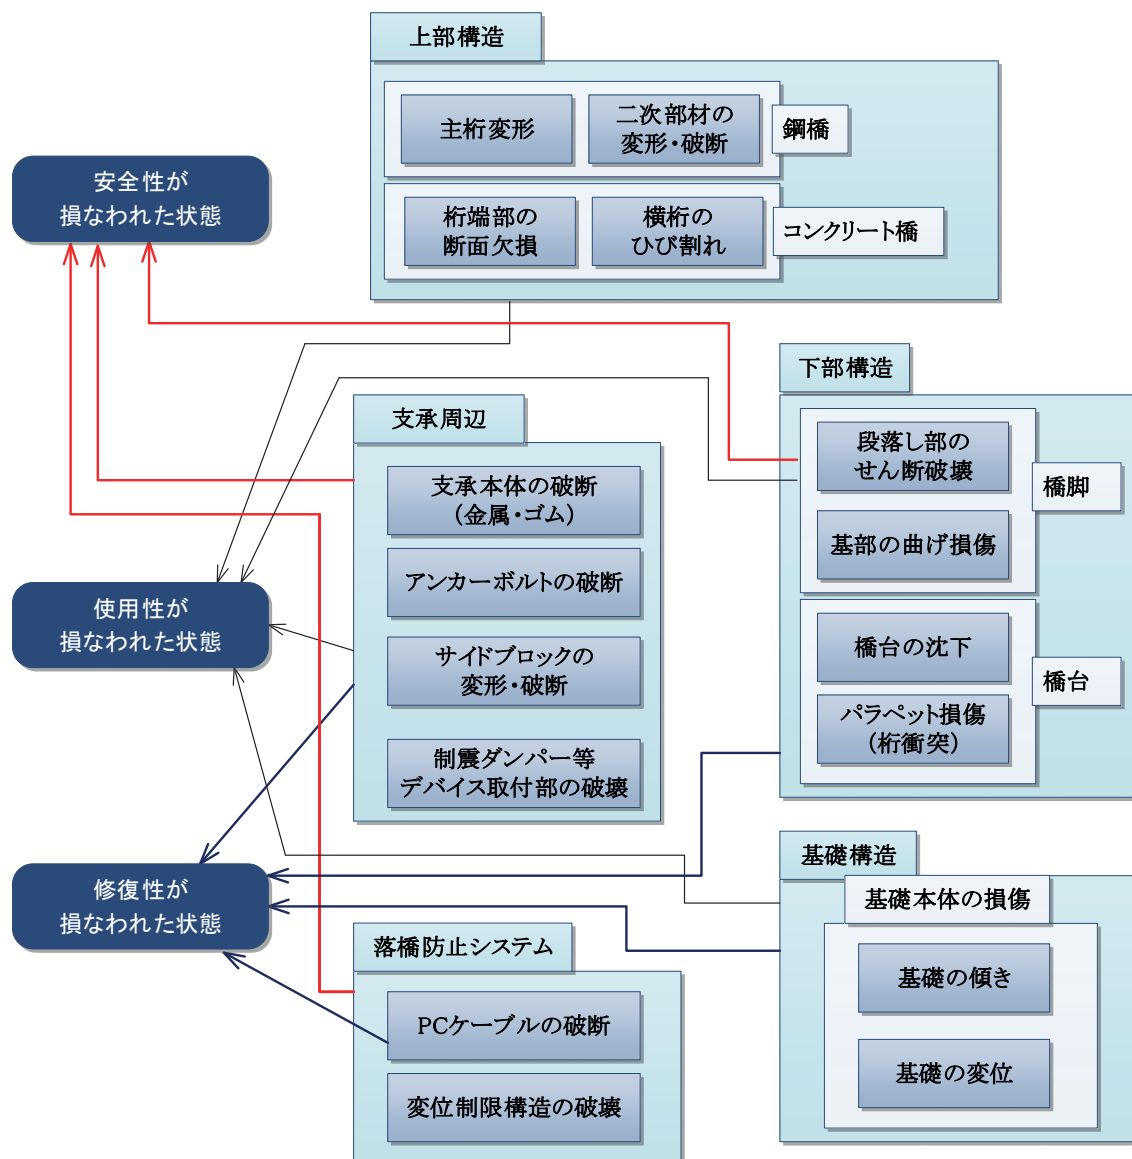 上部構造
主桁変形
二次部材の
変形・破断
鋼橋
桁端部の
断面欠損
横桁の
ひび割れ
コンクリート橋
安全性が
損なわれた状態
下部構造
段落し部の
せん断破壊
橋脚
基部の曲げ損傷
橋台の沈下
橋台
パラペット損傷
（桁衝突）
支承周辺
支承本体の破断
（金属・ゴム）
アンカーボルトの破断
サイドブロックの
変形・破断
制震ダンパー等
デバイス取付部の破壊
使用性が
損なわれた状態
修復性が
損なわれた状態
基礎構造
基礎本体の損傷
基礎の傾き
基礎の変位
落橋防止システム
PCケーブルの破断
変位制限構造の破壊